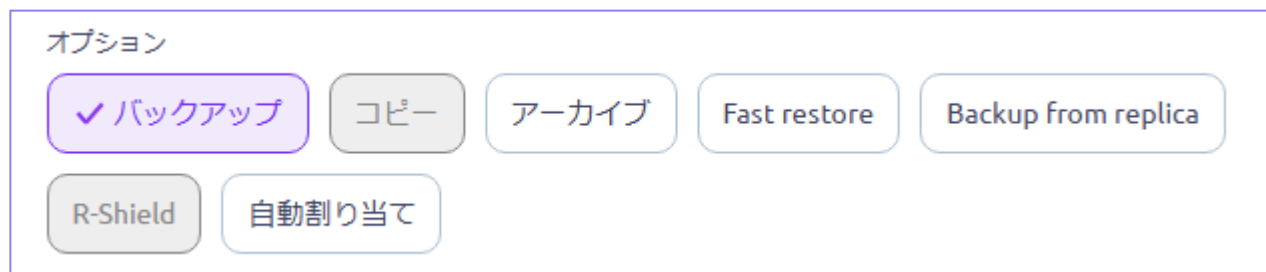 オプション
バックアップ コピー アーカイブ Fast restore Backup from replica
R-Shield 自動割り当て